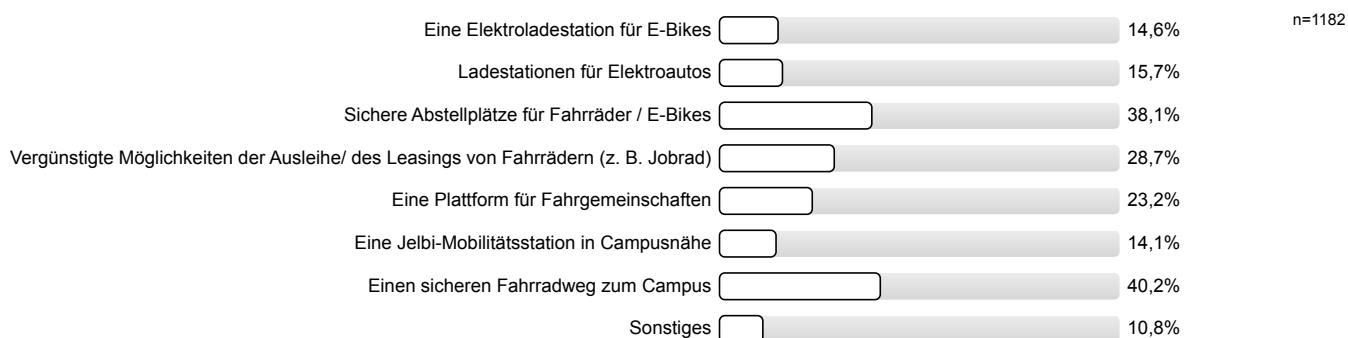 Eine Elektroladestation für E-Bikes 14,6% n=1182
Ladestationen für Elektroautos 15,7%
Sichere Abstellplätze für Fahrräder / E-Bikes 38,1%
Vergünstigte Möglichkeiten der Ausleihe/ des Leasings von Fahrrädern (z. B. Jobrad) 28,7%
Eine Plattform für Fahrgemeinschaften 23,2%
Eine Jelbi-Mobilitätsstation in Campusnähe 14,1%
Einen sicheren Fahrradweg zum Campus 40,2%
Sonstiges 10,8%